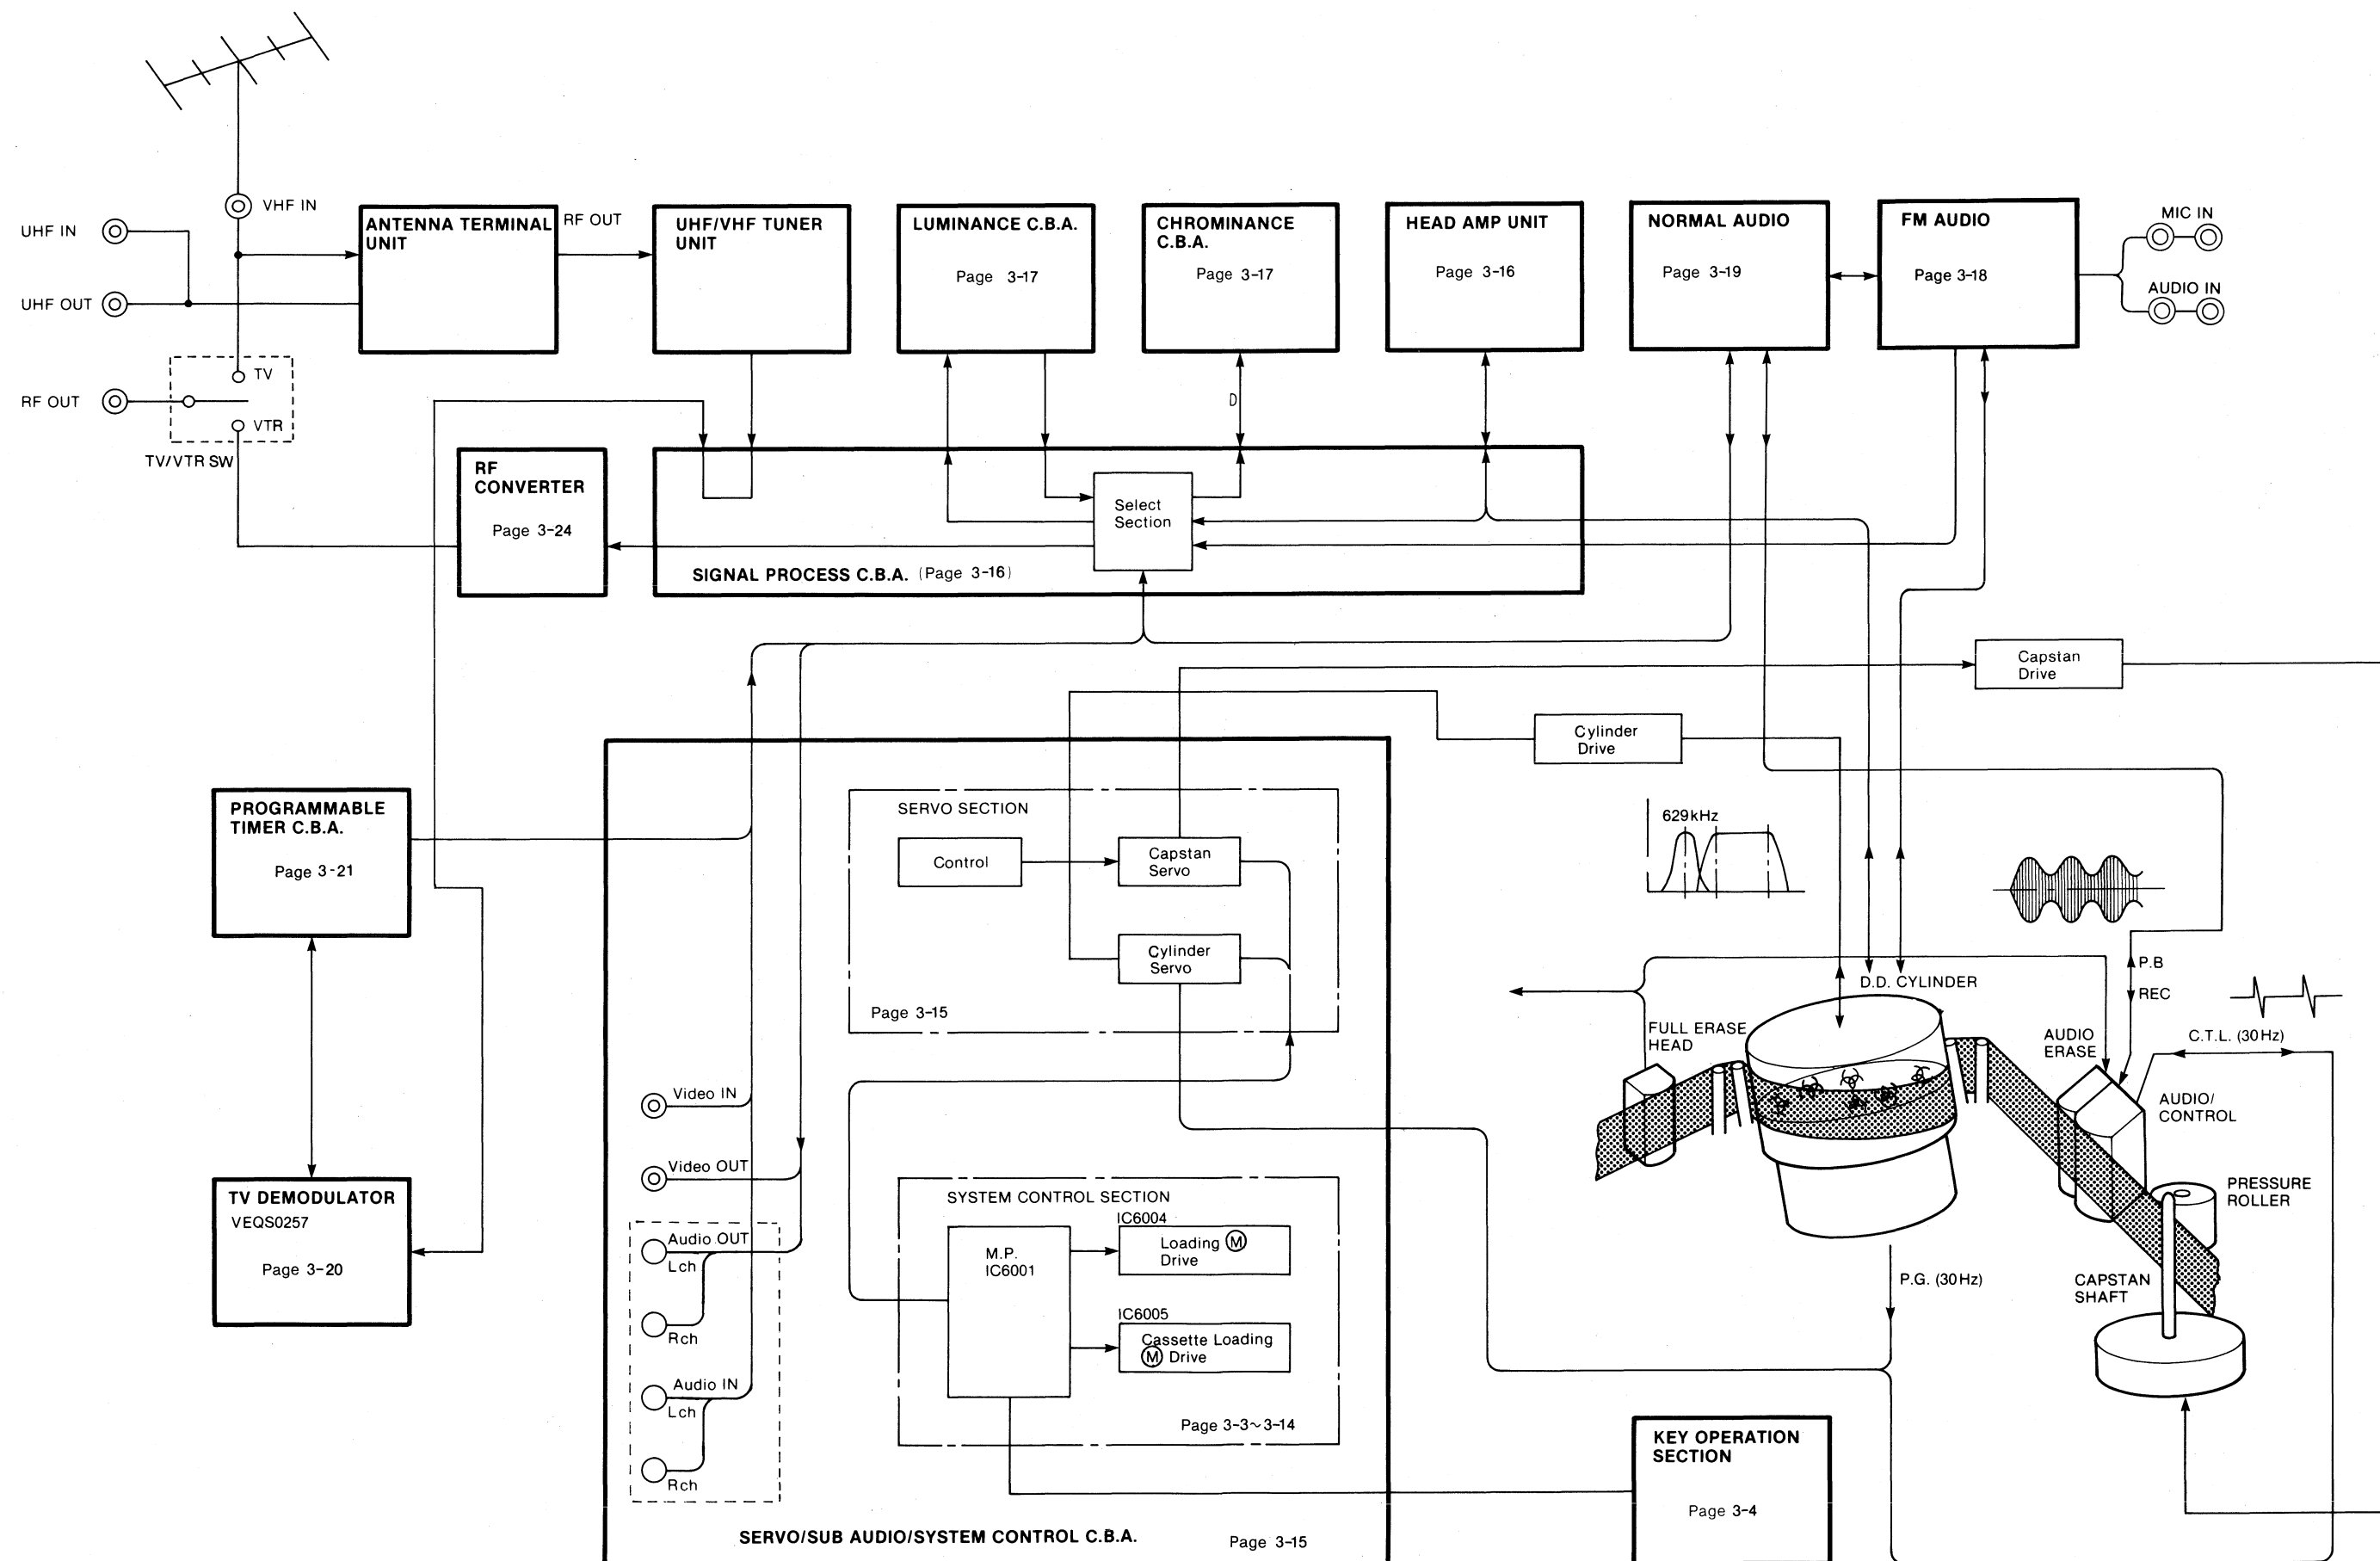 VHF IN
UHF IN
UHF OUT
RF OUT
TV
VTR
TV/VTR SW
ANTENNA TERMINAL
UNIT
RF OUT
UHF/VHF TUNER
UNIT
LUMINANCE C.B.A.
Page 3-17
CHROMINANCE
C.B.A.
Page 3-17
HEAD AMP UNIT
Page 3-16
NORMAL AUDIO
Page 3-19
FM AUDIO
Page 3-18
MIC IN
AUDIO IN
D
RF
CONVERTER
Page 3-24
Select
Section
SIGNAL PROCESS C.B.A. (Page 3-16)
Capstan
Drive
Cylinder
Drive
PROGRAMMABLE
TIMER C.B.A.
Page 3-21
TV DEMODULATOR
VEQS0257
Page 3-20
SERVO SECTION
Control
Capstan
Servo
Cylinder
Servo
Page 3-15
Video IN
Video OUT
Audio OUT
Lch
Rch
Audio IN
Lch
Rch
SYSTEM CONTROL SECTION
M.P.
IC6001
IC6004
Loading M
Drive
IC6005
Cassette Loading
M Drive
Page 3-3~3-14
SERVO/SUB AUDIO/SYSTEM CONTROL C.B.A.
Page 3-15
KEY OPERATION
SECTION
Page 3-4
629kHz
D.D. CYLINDER
FULL ERASE
HEAD
P.B
REC
AUDIO
ERASE
C.T.L. (30Hz)
AUDIO/
CONTROL
PRESSURE
ROLLER
P.G. (30Hz)
CAPSTAN
SHAFT